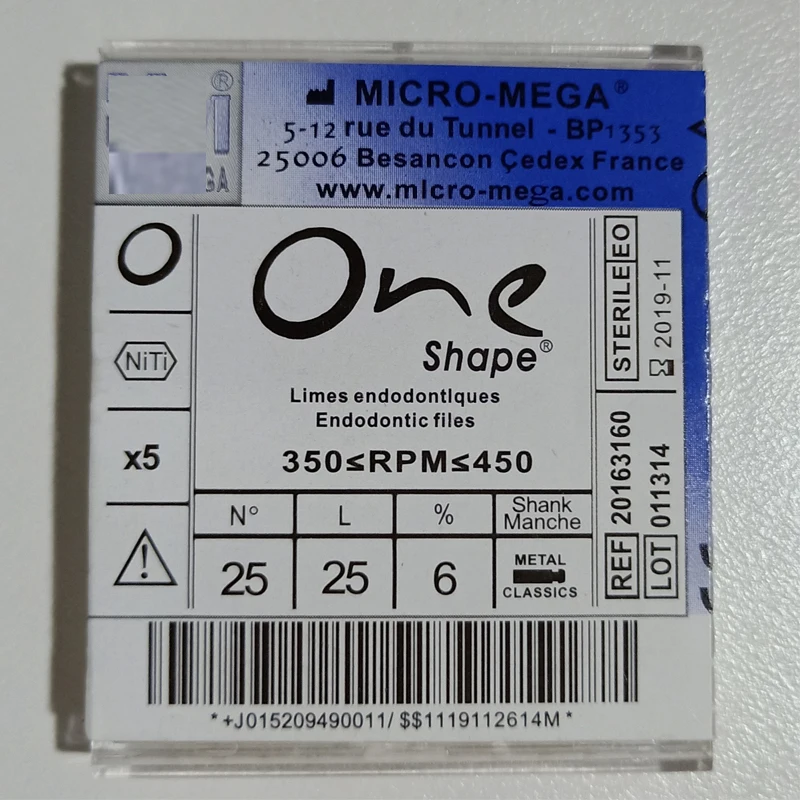 ®
GA
MICRO-MEGA®
5-12 rue du Tunnel - BP1353
25006 Besancon Çedex France
www.mIcro-mega.com
One
Shape®
NiTi
x5
Limes endodontIques
Endodontic files
350≤RPM≤450
N° L % Shank Manche
25 25 6 METAL CLASSICS
STERILE EO
2019-11
REF 20163160
LOT 011314
*+J015209490011/ $$1119112614M*